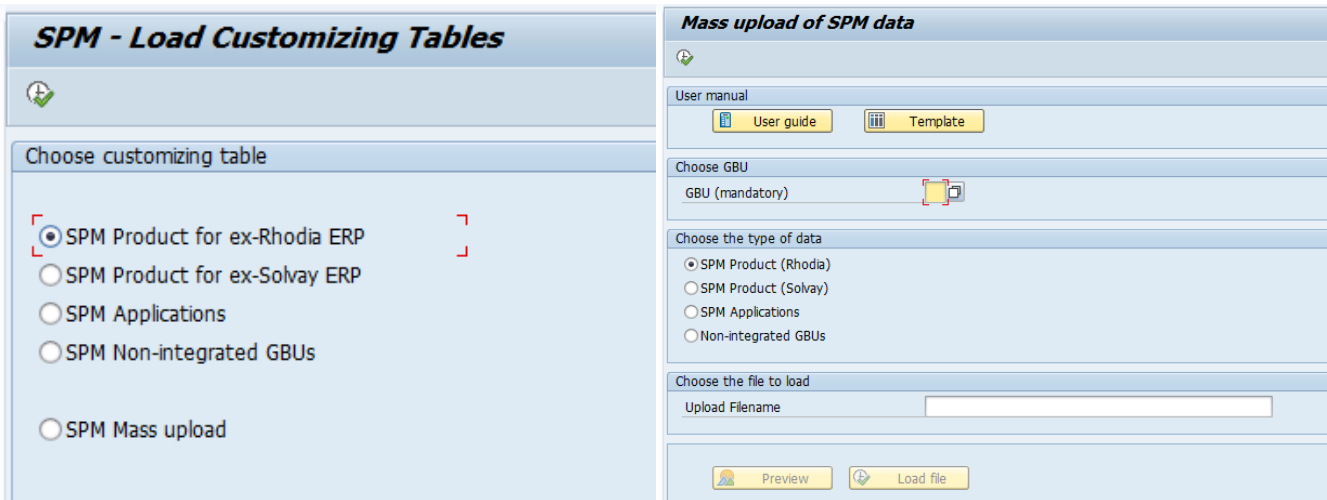 SPM - Load Customizing Tables
Choose customizing table
SPM Product for ex-Rhodia ERP
SPM Product for ex-Solvay ERP
SPM Applications
SPM Non-integrated GBUs
SPM Mass upload
Mass upload of SPM data
User manual
User guide Template
Choose GBU
GBU (mandatory)
Choose the type of data
SPM Product (Rhodia)
SPM Product (Solvay)
SPM Applications
Non-integrated GBUs
Choose the file to load
Upload Filename
Preview Load file